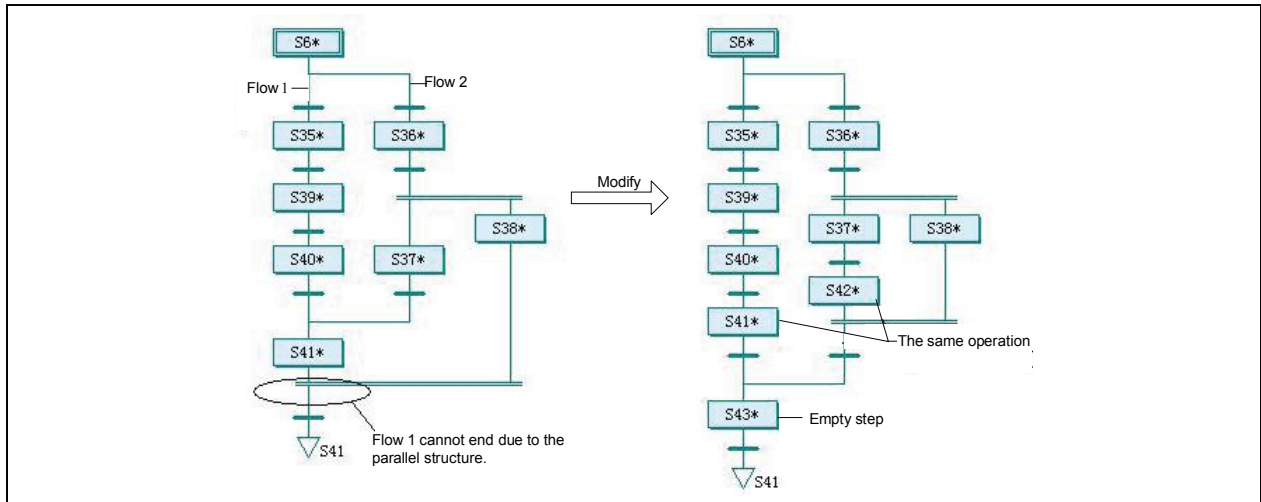 S6*
Flow 1
Flow 2
S35*
S36*
S39*
S38*
S40*
S37*
S41*
Flow 1 cannot end due to the
parallel structure.
S41
Modify
S6*
S35*
S36*
S39*
S37*
S38*
S40*
S42*
S41*
The same operation
S43*
Empty step
S41